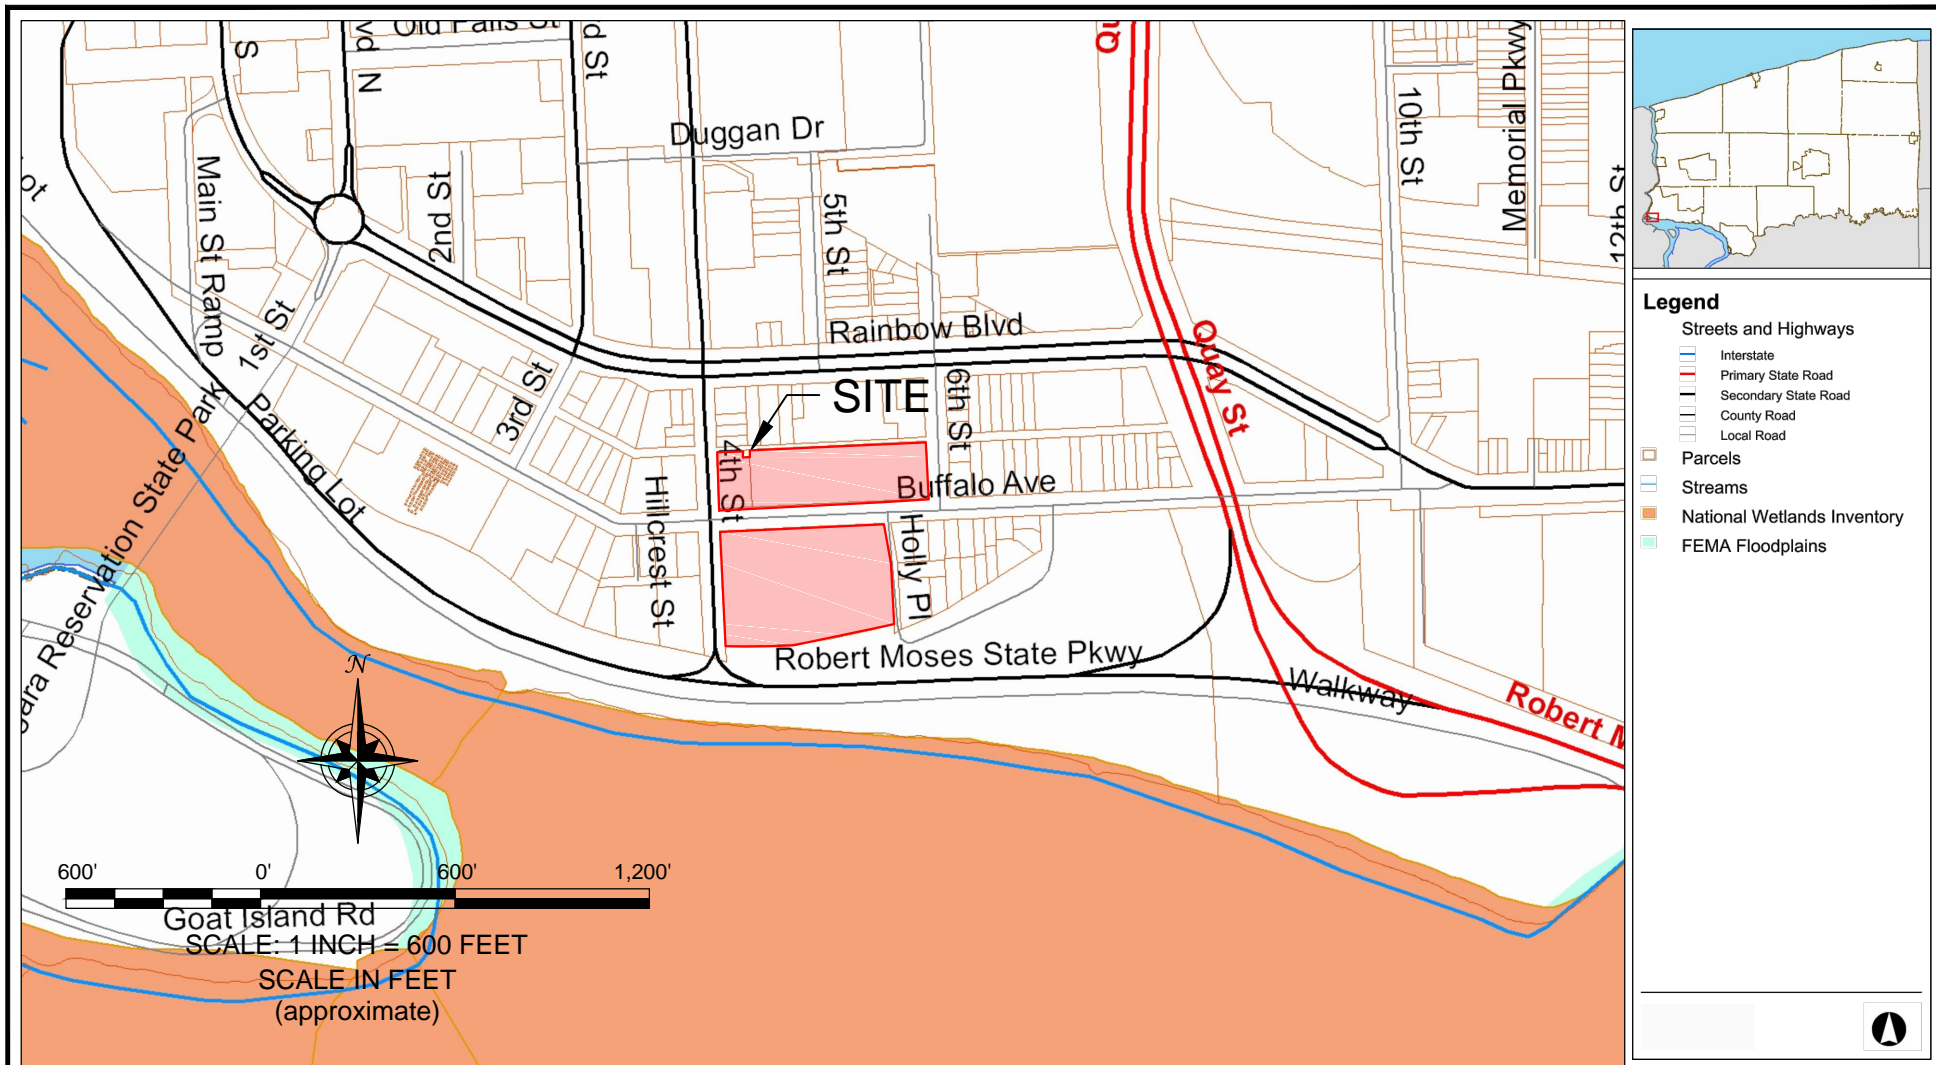 Old Falls St
S
N
d St
Qu
Duggan Dr
10th St
Memorial Pkwy
12th St
ot
Main St Ramp
2nd St
5th St
1st St
Rainbow Blvd
Quay St
3rd St
SITE
6th St
4th St
Parking Lot
Buffalo Ave
Hillcrest St
Holly Pl
Robert Moses State Pkwy
Walkway
Robert M
gara Reservation State Park
N
600' 0' 600' 1,200'
Goat Island Rd
SCALE: 1 INCH = 600 FEET
SCALE IN FEET
(approximate)
Legend
Streets and Highways
Interstate
Primary State Road
Secondary State Road
County Road
Local Road
Parcels
Streams
National Wetlands Inventory
FEMA Floodplains